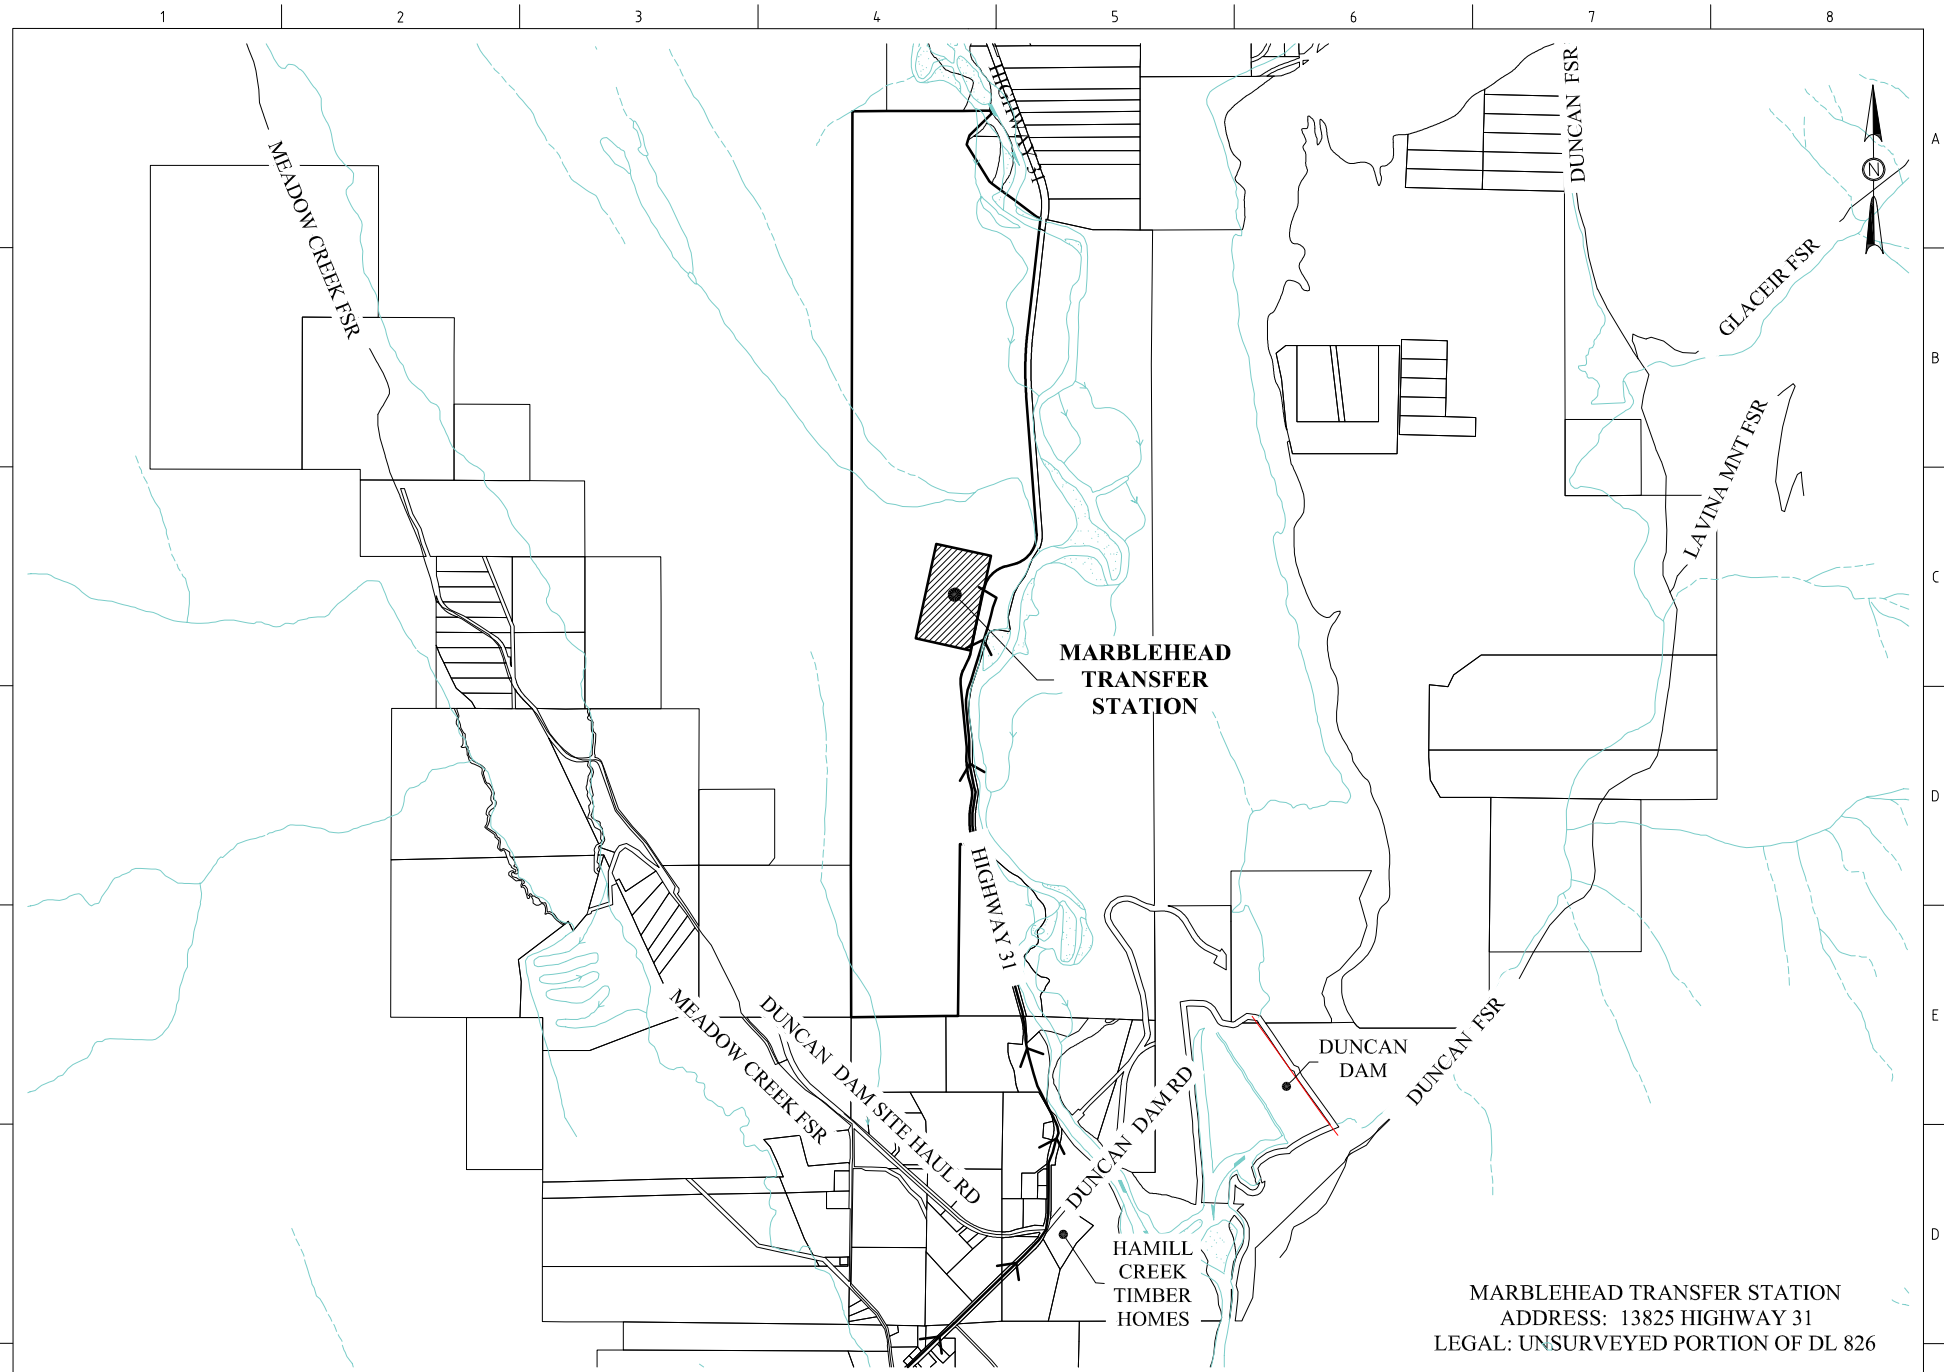 1 2 3 4 5 6 7 8
A
B
C
D
E
D
N
HIGHWAY 31
DUNCAN FSR
MEADOW CREEK FSR
GLACEIR FSR
LAVINA MNT FSR
MARBLEHEAD
TRANSFER
STATION
HIGHWAY 31
MEADOW CREEK FSR
DUNCAN DAM SITE HAUL RD
DUNCAN DAM RD
DUNCAN
DAM
DUNCAN FSR
HAMILL
CREEK
TIMBER
HOMES
MARBLEHEAD TRANSFER STATION
ADDRESS: 13825 HIGHWAY 31
LEGAL: UNSURVEYED PORTION OF DL 826